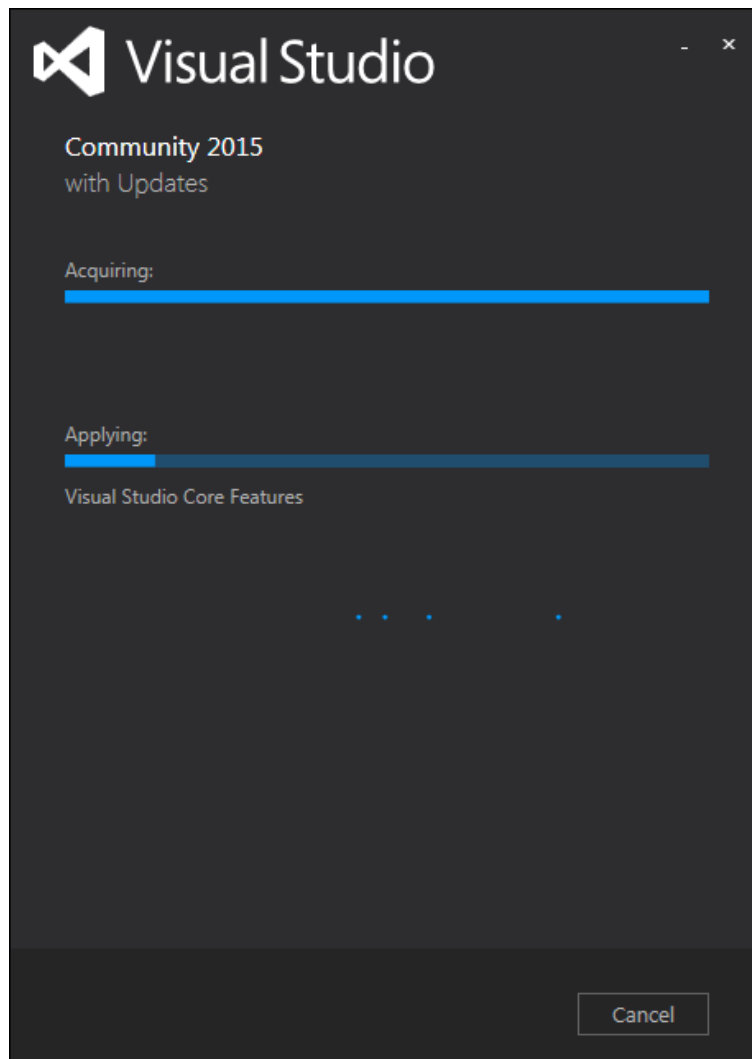 Visual Studio
Community 2015
with Updates
Acquiring:
Applying:
Visual Studio Core Features
Cancel